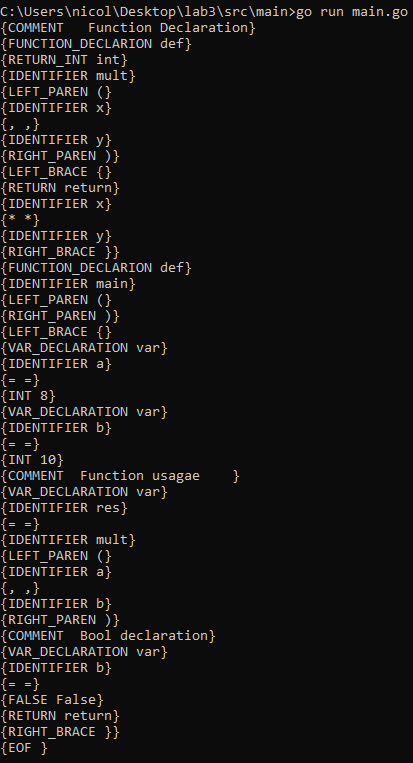 C:\Users\nicol\Desktop\lab3\src\main>go run main.go
{COMMENT   Function Declaration}
{FUNCTION_DECLARION def}
{RETURN_INT int}
{IDENTIFIER mult}
{LEFT_PAREN (}
{IDENTIFIER x}
{, ,}
{IDENTIFIER y}
{RIGHT_PAREN )}
{LEFT_BRACE {}
{RETURN return}
{IDENTIFIER x}
{* *}
{IDENTIFIER y}
{RIGHT_BRACE }}
{FUNCTION_DECLARION def}
{IDENTIFIER main}
{LEFT_PAREN (}
{RIGHT_PAREN )}
{LEFT_BRACE {}
{VAR_DECLARATION var}
{IDENTIFIER a}
{= =}
{INT 8}
{VAR_DECLARATION var}
{IDENTIFIER b}
{= =}
{INT 10}
{COMMENT  Function usagae    }
{VAR_DECLARATION var}
{IDENTIFIER res}
{= =}
{IDENTIFIER mult}
{LEFT_PAREN (}
{IDENTIFIER a}
{, ,}
{IDENTIFIER b}
{RIGHT_PAREN )}
{COMMENT  Bool declaration}
{VAR_DECLARATION var}
{IDENTIFIER b}
{= =}
{FALSE False}
{RETURN return}
{RIGHT_BRACE }}
{EOF }